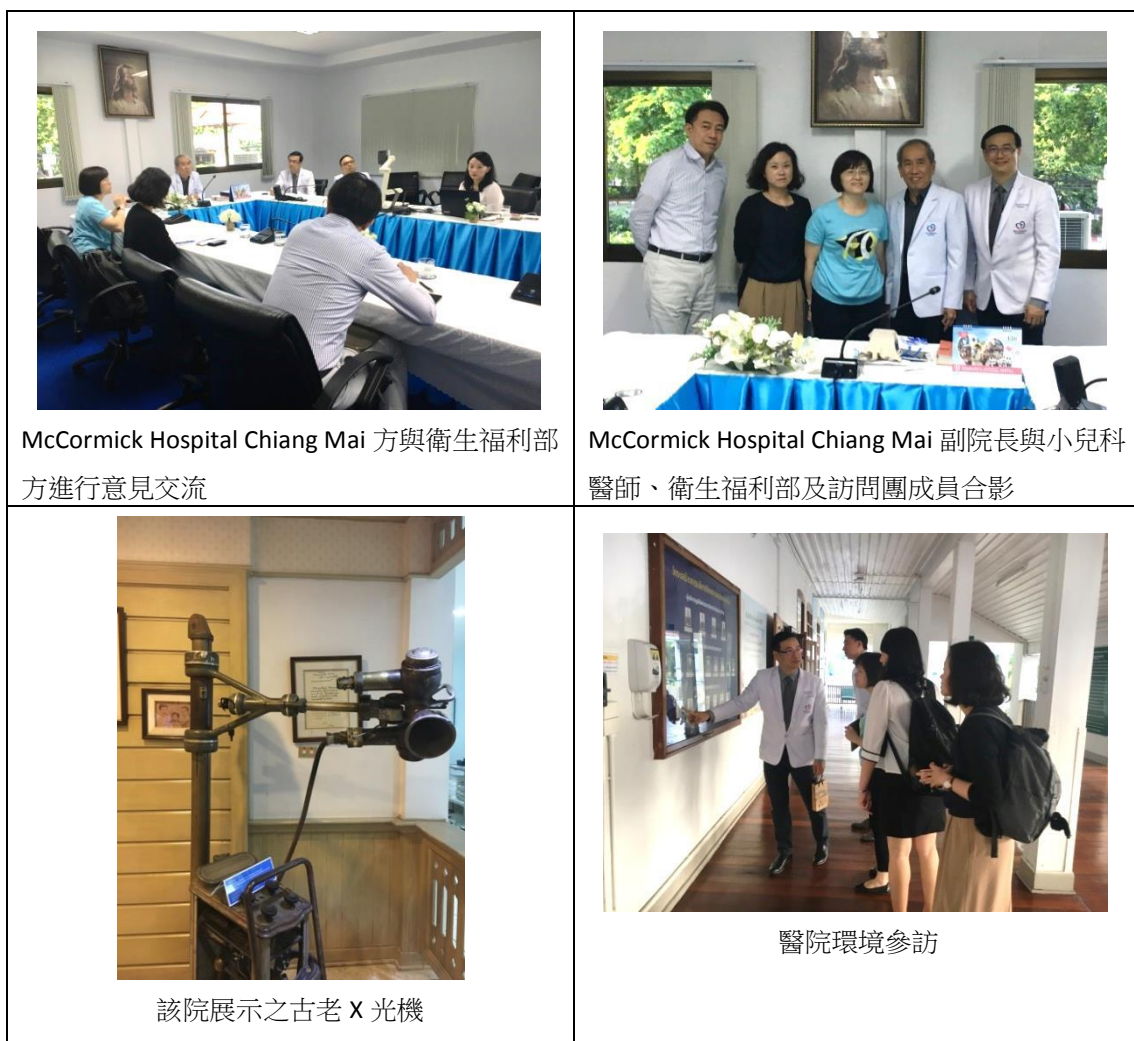 McCormick Hospital Chiang Mai 方與衛生福利部
方進行意見交流
McCormick Hospital Chiang Mai 副院長與小兒科
醫師、衛生福利部及訪問團成員合影
該院展示之古老 X 光機
醫院環境參訪